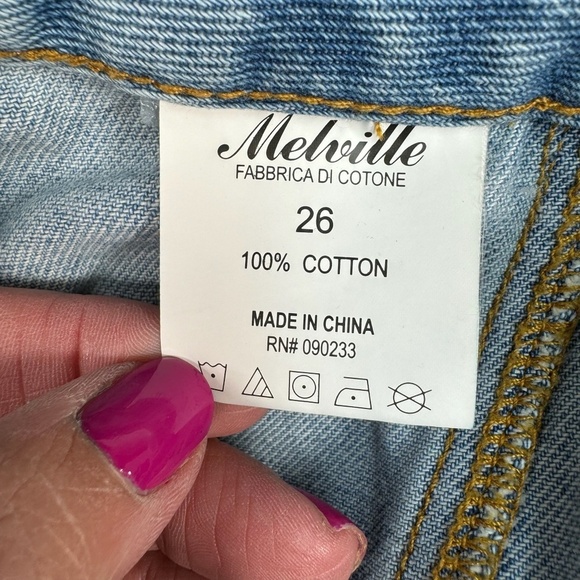 Melville
FABBRICA DI COTONE
26
100% COTTON
MADE IN CHINA
RN# 090233